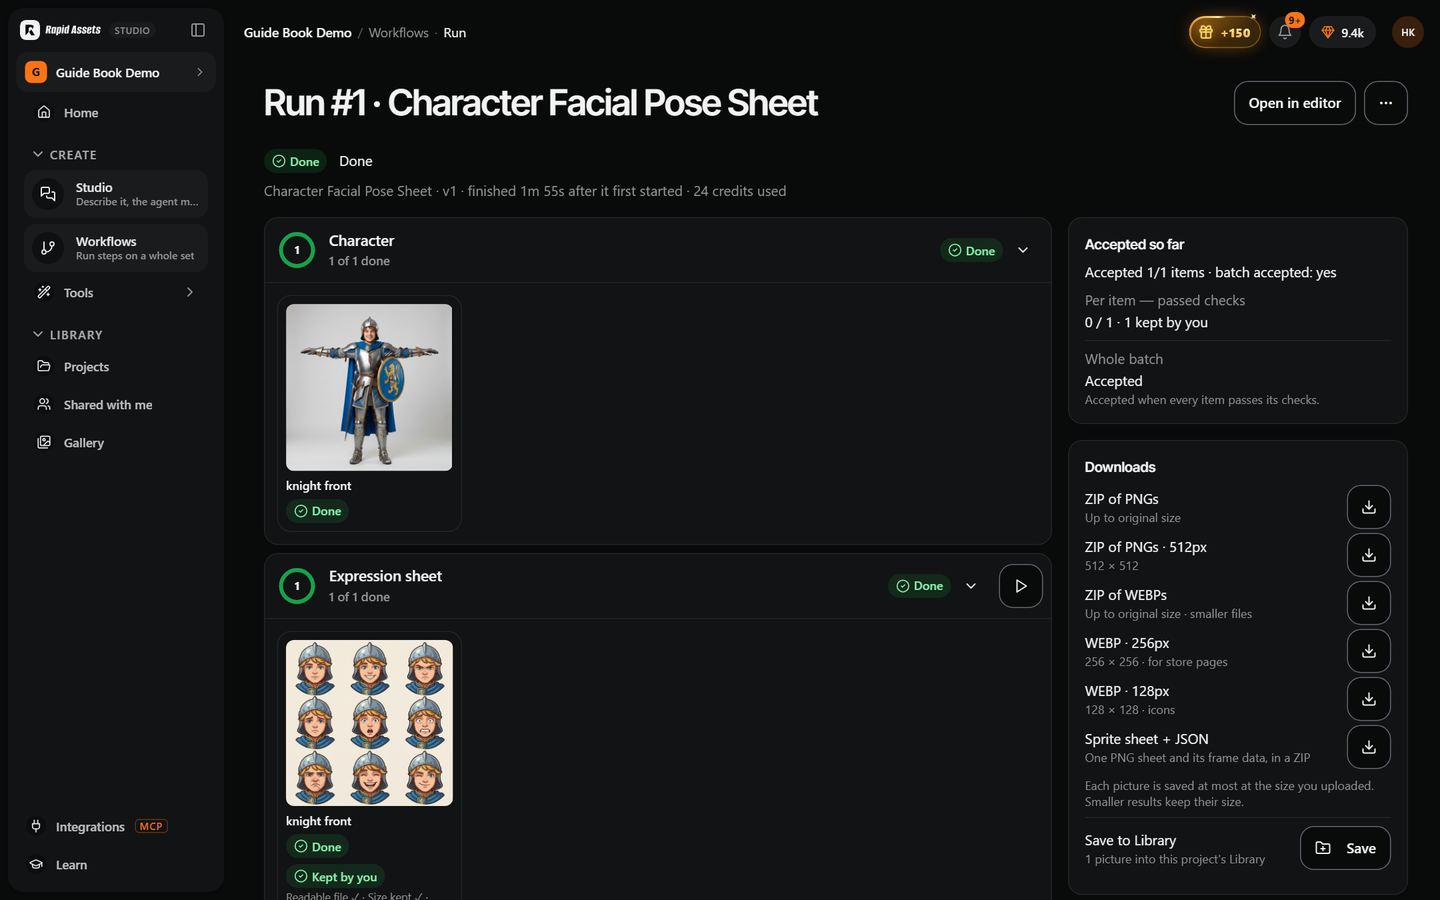 Rapid Assets STUDIO
Guide Book Demo / Workflows · Run
+150
9+
9.4k
HK
G Guide Book Demo
Home
CREATE
Studio
Describe it, the agent m...
Workflows
Run steps on a whole set
Tools
LIBRARY
Projects
Shared with me
Gallery
Integrations MCP
Learn
Run #1 · Character Facial Pose Sheet
Open in editor
Done Done
Character Facial Pose Sheet · v1 · finished 1m 55s after it first started · 24 credits used
1
Character
1 of 1 done
Done
knight front
Done
1
Expression sheet
1 of 1 done
Done
knight front
Done
Kept by you
Readable file ✓ · Size kept ✓ ·
Accepted so far
Accepted 1/1 items · batch accepted: yes
Per item — passed checks
0 / 1 · 1 kept by you
Whole batch
Accepted
Accepted when every item passes its checks.
Downloads
ZIP of PNGs
Up to original size
ZIP of PNGs · 512px
512 × 512
ZIP of WEBPs
Up to original size · smaller files
WEBP · 256px
256 × 256 · for store pages
WEBP · 128px
128 × 128 · icons
Sprite sheet + JSON
One PNG sheet and its frame data, in a ZIP
Each picture is saved at most at the size you uploaded.
Smaller results keep their size.
Save to Library
1 picture into this project's Library
Save